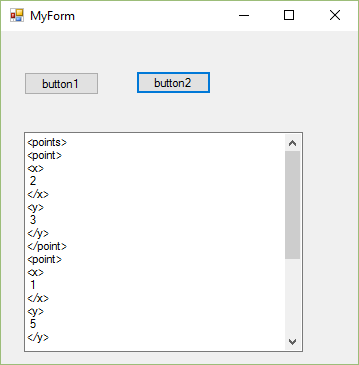 MyForm
button1 button2
<points>
<point>
<x>
2
</x>
<y>
3
</y>
</point>
<point>
<x>
1
</x>
<y>
5
</y>